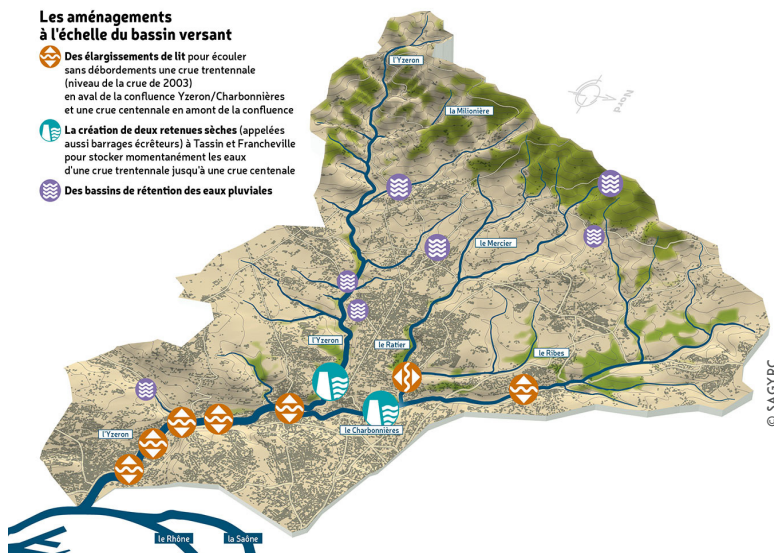 Les aménagements
à l'échelle du bassin versant
Des élargissements de lit pour écouler
sans débordements une crue trentennale
(niveau de la crue de 2003)
en aval de la confluence Yzeron/Charbonnières
et une crue centennale en amont de la confluence
La création de deux retenues sèches (appelées
aussi barrages écrêteurs) à Tassin et Francheville
pour stocker momentanément les eaux
d'une crue trentennale jusqu'à une crue centenale
Des bassins de rétention des eaux pluviales
l'Yzeron
la Milionière
Nord
le Mercier
l'Yzeron
le Ratier
le Ribes
l'Yzeron
le Charbonnières
le Rhône
la Saône
© SAGYRC